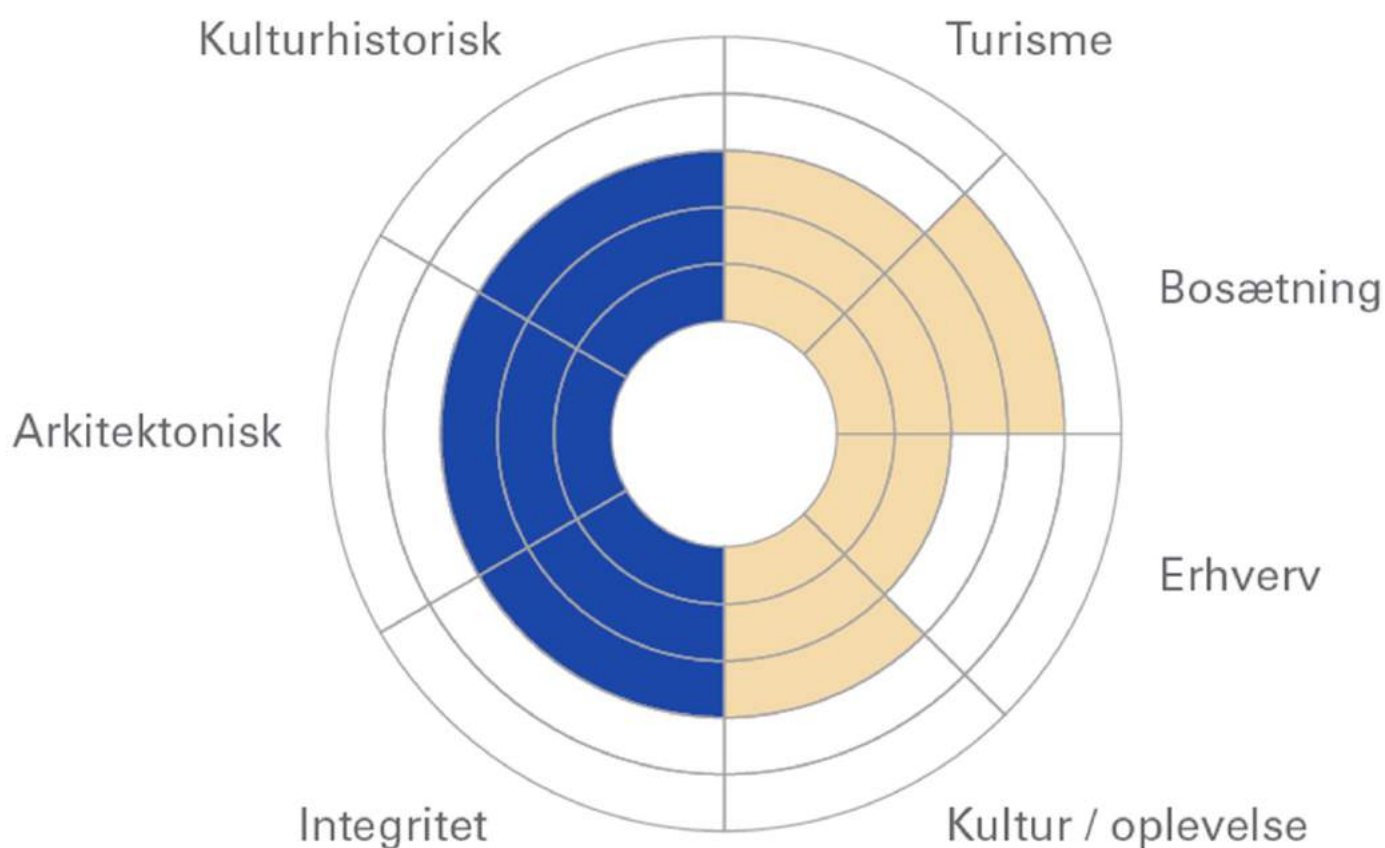 Kulturhistorisk
Turisme
Bosætning
Arkitektonisk
Erhverv
Integritet
Kultur / oplevelse